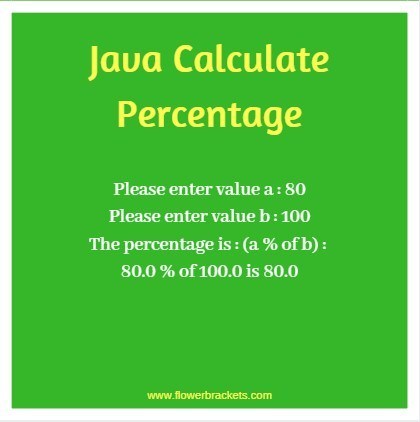 Java Calculate
Percentage
Please enter value a : 80
Please enter value b : 100
The percentage is : (a % of b) :
80.0 % of 100.0 is 80.0
www.flowerbrackets.com